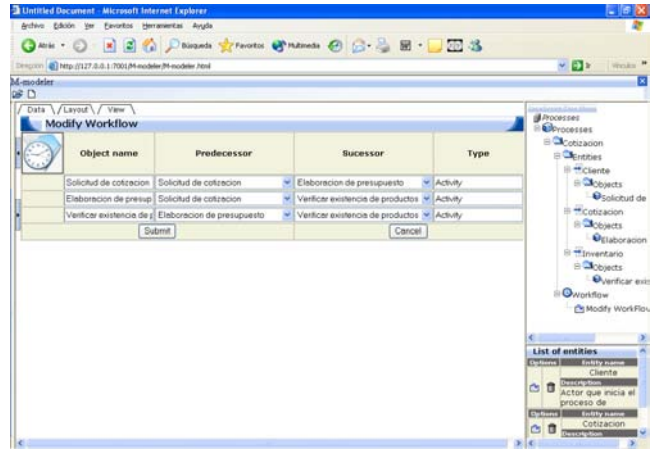 Untitled Document - Microsoft Internet Explorer
Archivo Edición Ver Favoritos Herramientas Ayuda
Atrás Búsqueda Favoritos Multimedia
Dirección http://127.0.0.1:7001/M-modeler/M-modeler.html Vínculos
M-modeler
Data Layout View
Modify Workflow
Object name Predecessor Sucessor Type
Solicitud de cotizacion Solicitud de cotizacion Elaboracion de presupuesto Activity
Elaboracion de presup Solicitud de cotizacion Verificar existencia de productos Activity
Verificar existencia de p Elaboracion de presupuesto Verificar existencia de productos Activity
Submit Cancel
Processes
Processes
Cotizacion
Entities
Cliente
Objects
Solicitud de
Cotizacion
Objects
Elaboracion
Inventario
Objects
Verificar exis
Workflow
Modify WorkFlov
List of entities
Options Entity name
Cliente
Description
Actor que inicia el
proceso de
Options Entity name
Cotizacion
Description